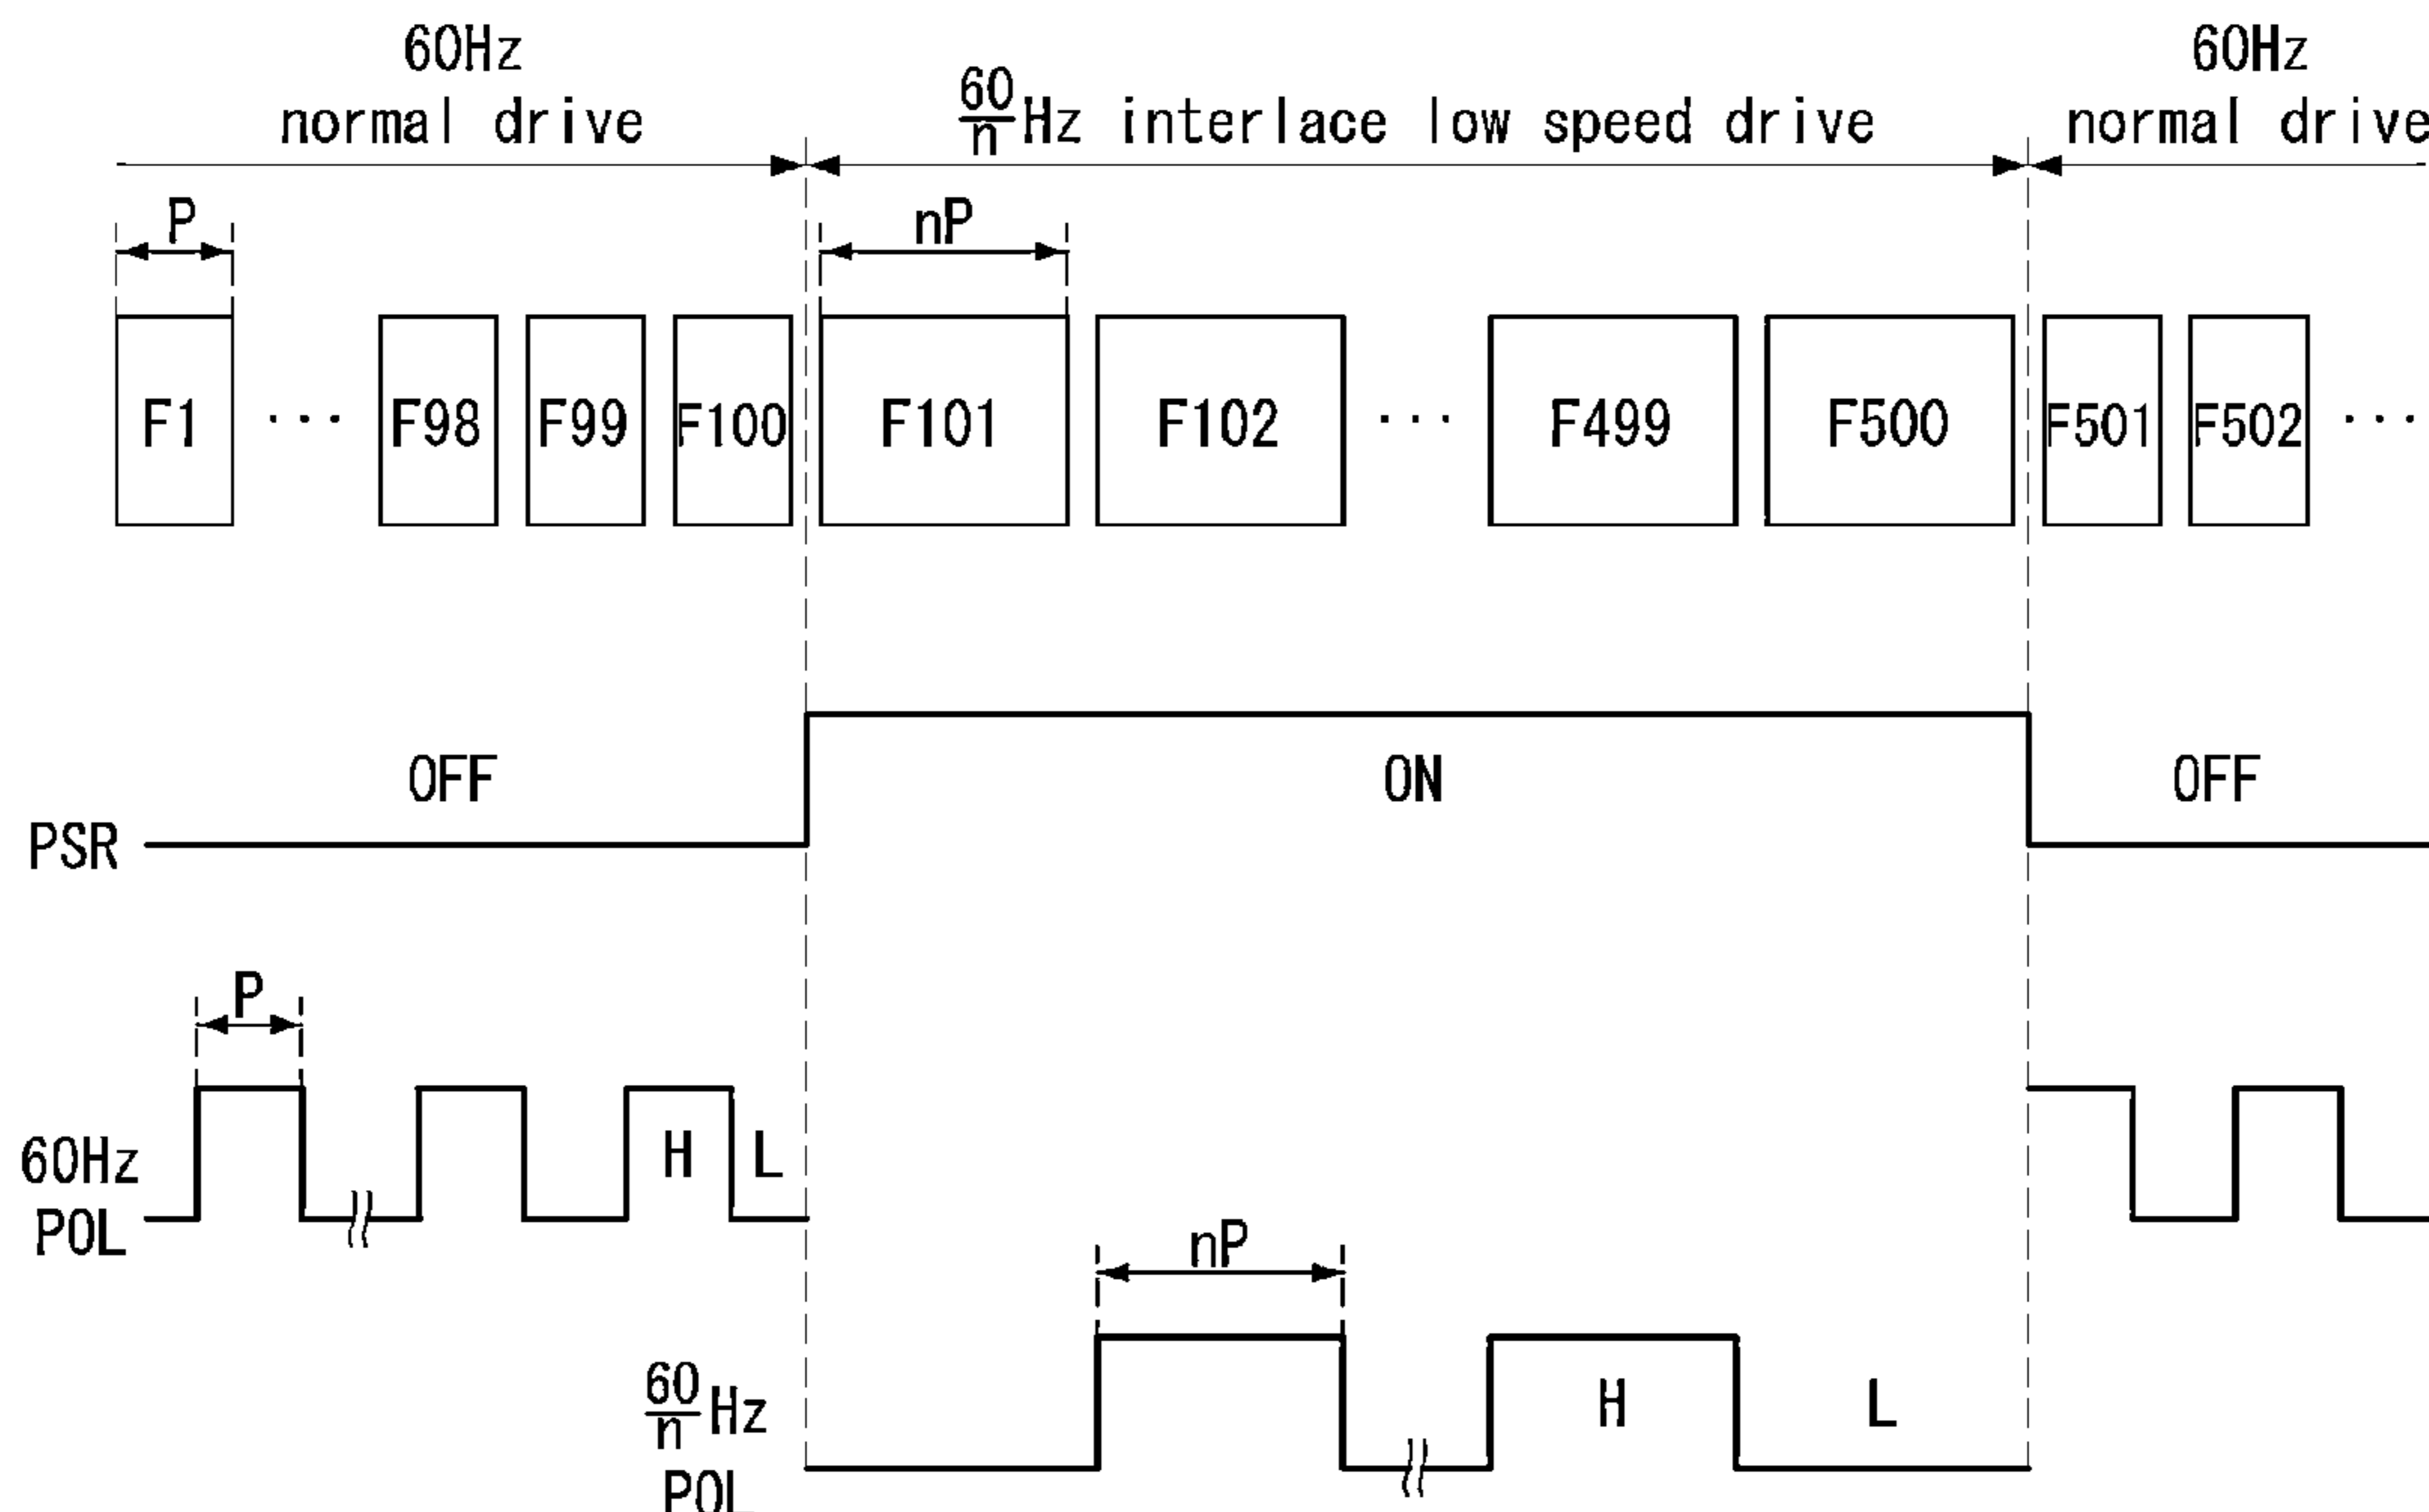 60Hz
normal drive
60/n Hz interlace low speed drive
60Hz
normal drive
P
nP
F1 ··· F98 F99 F100 F101 F102 ··· F499 F500 F501 F502 ···
OFF
ON
OFF
PSR
P
H L
60Hz
POL
nP
60/n Hz
POL
H L